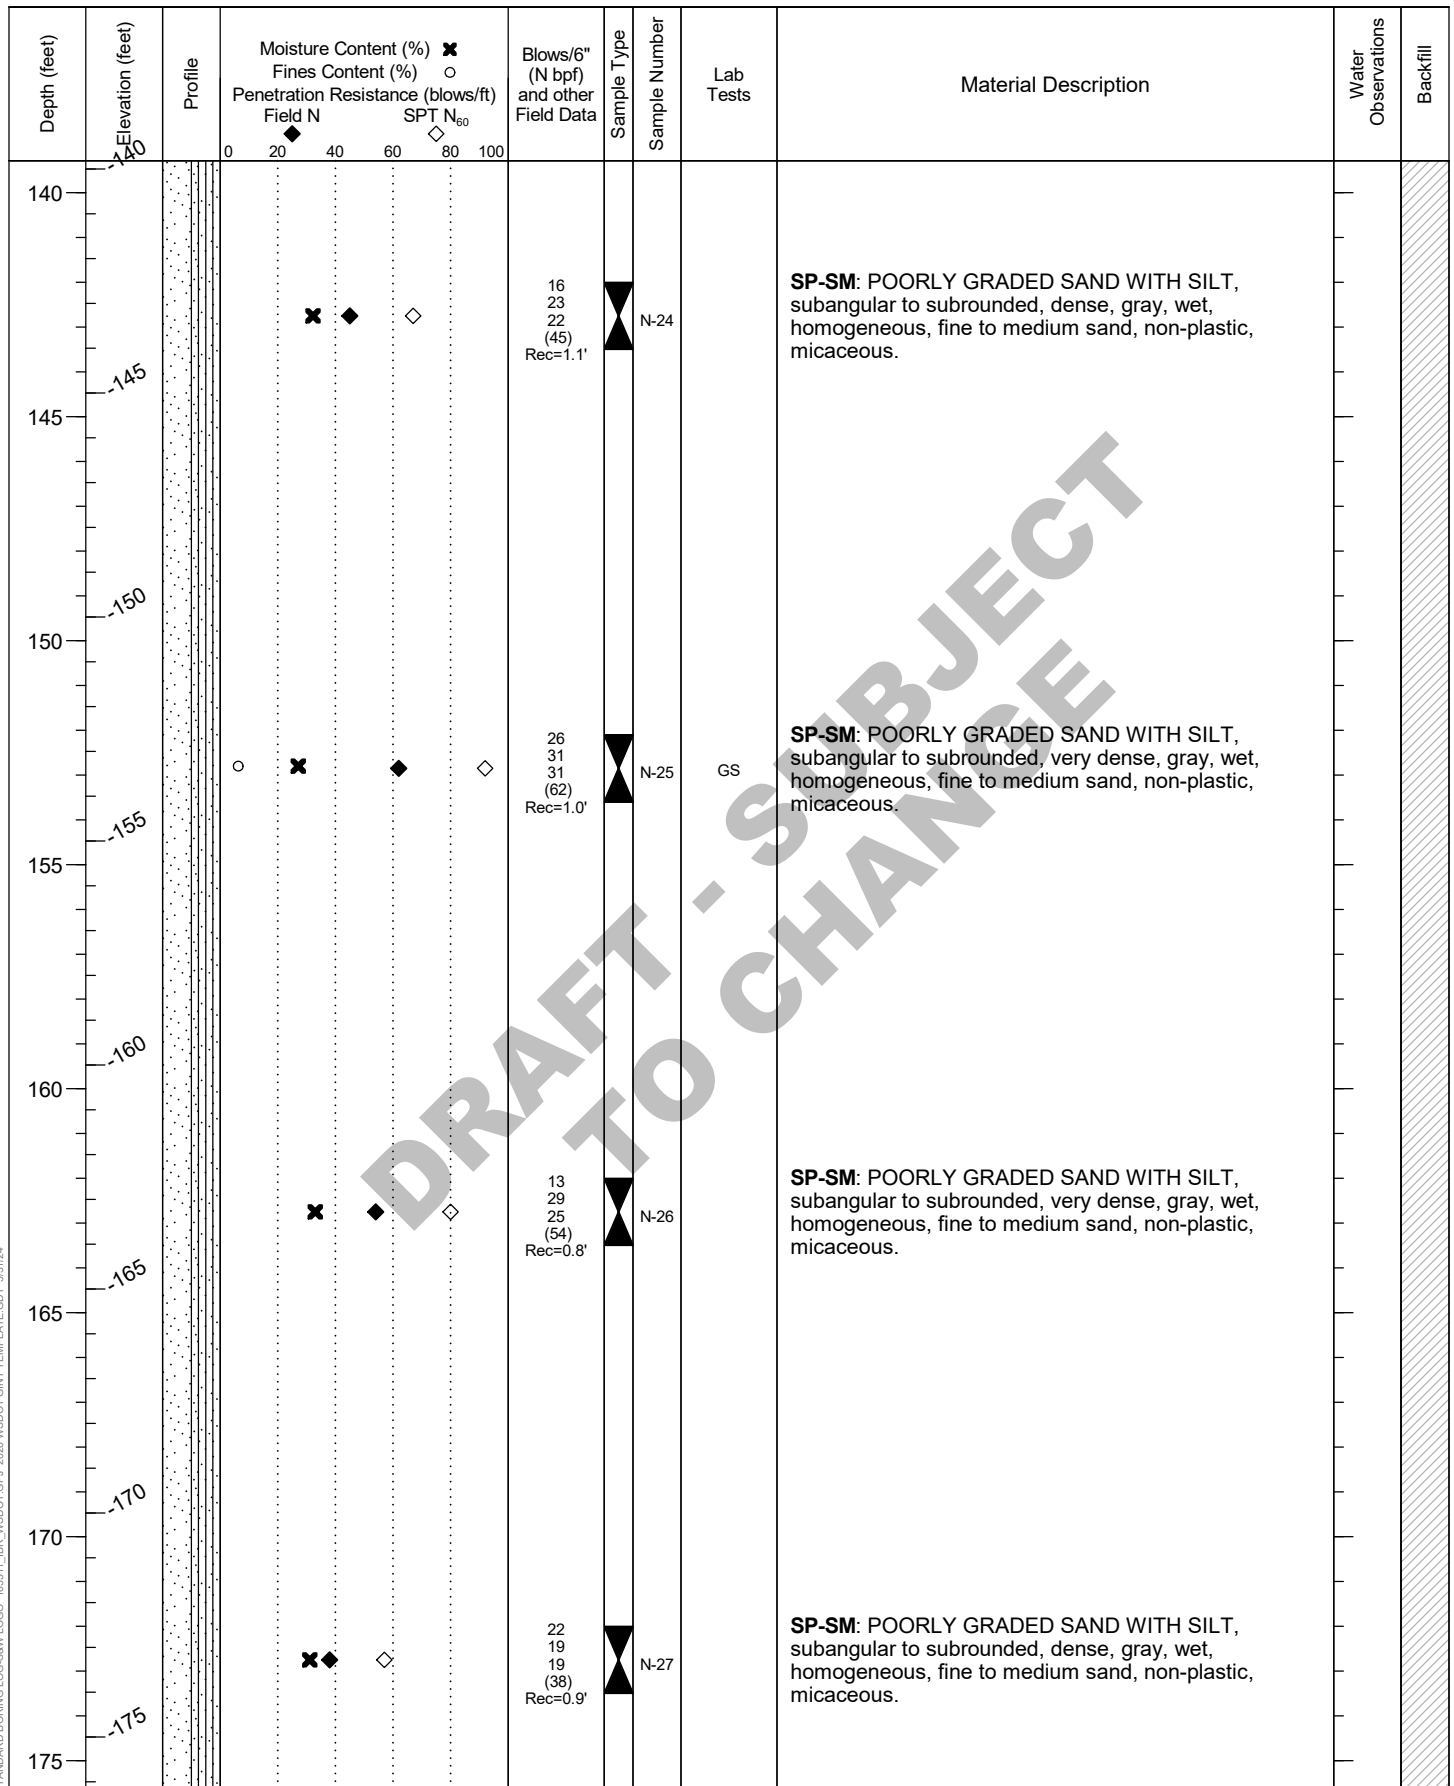 Depth (feet)
Elevation (feet)
Profile
Moisture Content (%)
Fines Content (%)
Penetration Resistance (blows/ft)
Field N SPT N60
0 20 40 60 80 100
Blows/6"
(N bpf)
and other
Field Data
Sample Type
Sample Number
Lab
Tests
Material Description
Water
Observations
Backfill
-140
140
16
23
22
(45)
Rec=1.1'
N-24
SP-SM: POORLY GRADED SAND WITH SILT,
subangular to subrounded, dense, gray, wet,
homogeneous, fine to medium sand, non-plastic,
micaceous.
-145
145
-150
150
26
31
31
(62)
Rec=1.0'
N-25
GS
SP-SM: POORLY GRADED SAND WITH SILT,
subangular to subrounded, very dense, gray, wet,
homogeneous, fine to medium sand, non-plastic,
micaceous.
-155
155
-160
160
13
29
25
(54)
Rec=0.8'
N-26
SP-SM: POORLY GRADED SAND WITH SILT,
subangular to subrounded, very dense, gray, wet,
homogeneous, fine to medium sand, non-plastic,
micaceous.
-165
165
-170
170
22
19
19
(38)
Rec=0.9'
N-27
SP-SM: POORLY GRADED SAND WITH SILT,
subangular to subrounded, dense, gray, wet,
homogeneous, fine to medium sand, non-plastic,
micaceous.
-175
175
DRAFT - SUBJECT
TO CHANGE